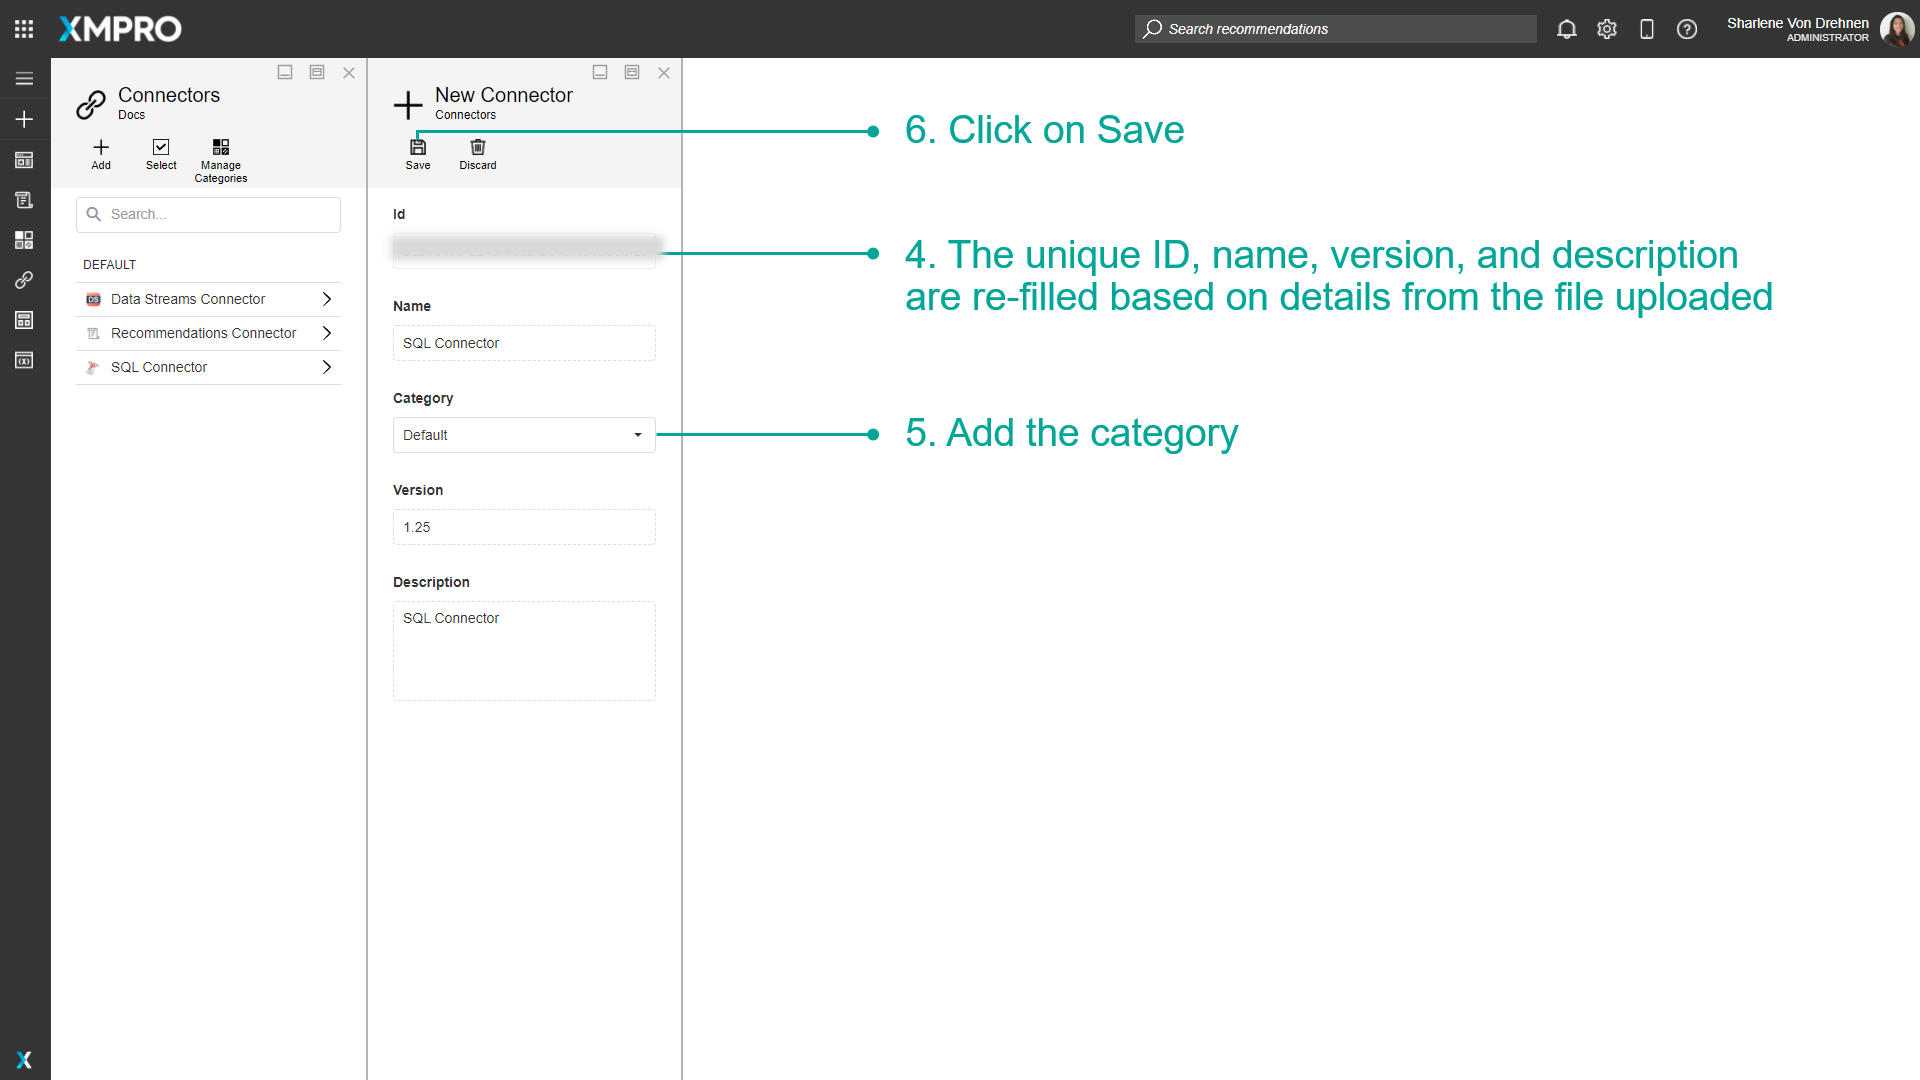 XMPRO
Search recommendations
Sharlene Von Drehnen
ADMINISTRATOR
Connectors
Docs
Add
Select
Manage
Categories
Search...
DEFAULT
Data Streams Connector
Recommendations Connector
SQL Connector
New Connector
Connectors
Save
Discard
Id
Name
SQL Connector
Category
Default
Version
1.25
Description
SQL Connector
6. Click on Save
4. The unique ID, name, version, and description
are re-filled based on details from the file uploaded
5. Add the category